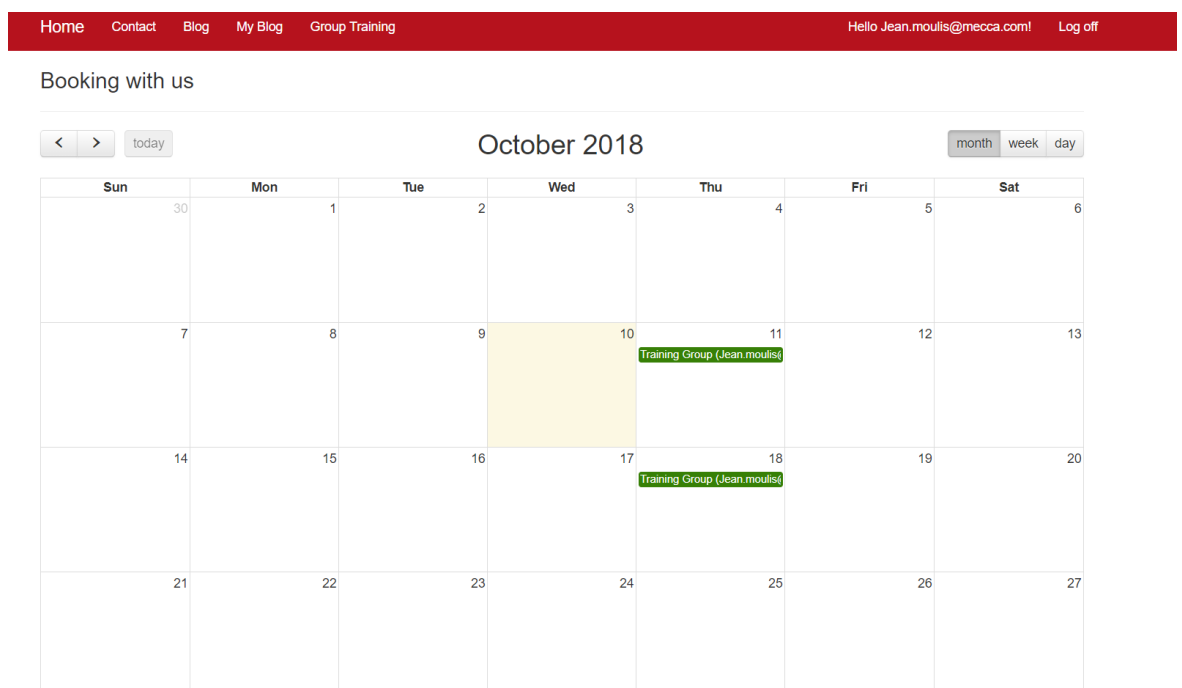 Home Contact Blog My Blog Group Training Hello Jean.moulis@mecca.com! Log off
Booking with us
< > today October 2018 month week day
Sun Mon Tue Wed Thu Fri Sat
30 1 2 3 4 5 6
7 8 9 10 11 12 13
Training Group (Jean.moulis@
14 15 16 17 18 19 20
Training Group (Jean.moulis@
21 22 23 24 25 26 27